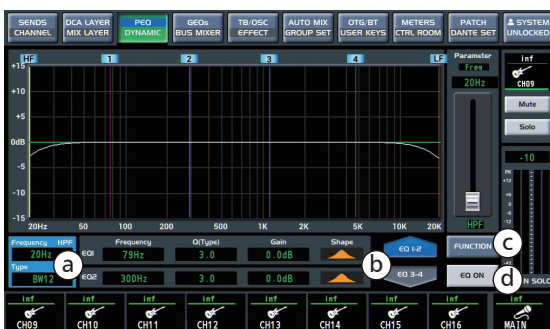 SENDS CHANNEL
DCA LAYER MIX LAYER
PEQ DYNAMIC
GEQs BUS MIXER
TB/OSC EFFECT
AUTO MIX GROUP SET
OTG/BT USER KEYS
METERS CTRL ROOM
PATCH DANTE SET
SYSTEM UNLOCKED
HF 1 2 3 4 LF
+15
+10
+5
0dB
-5
-10
-15
20Hz 50 100 200 500 1K 2K 5K 10K 20K
Parameter
Freq
20Hz
HPF
inf
CH09
Mute
Solo
-10
PX
+12
Frequency HPF
20Hz
Type
BW12
a
Frequency Q(Type) Gain Shape
EQ1 79Hz 3.0 0.0dB
EQ2 300Hz 3.0 0.0dB
b
EQ 1-2
EQ 3-4
FUNCTION
c
EQ ON
d
N SOLO
inf inf inf inf inf inf inf inf inf
CH09 CH10 CH11 CH12 CH13 CH14 CH15 CH16 MAIN